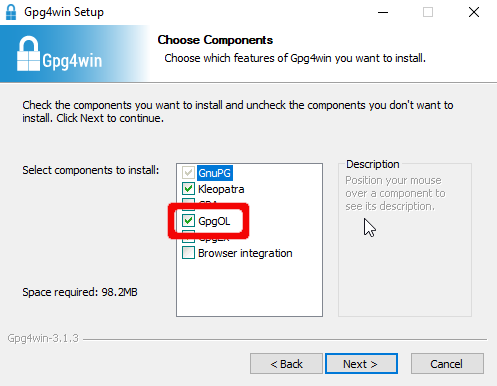 Gpg4win Setup
Choose Components
Choose which features of Gpg4win you want to install.
Gpg4win
Check the components you want to install and uncheck the components you don't want to
install. Click Next to continue.
Select components to install:
GnuPG
Kleopatra
GPA
GpgOL
GpgEX
Browser integration
Description
Position your mouse
over a component to
see its description.
Space required: 98.2MB
Gpg4win-3.1.3
< Back
Next >
Cancel